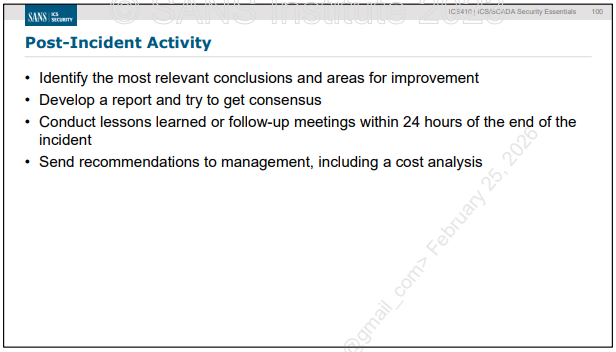 © SANS Institute 2026
SANS ICS SECURITY
ICS410 | ICS/SCADA Security Essentials 100
Post-Incident Activity
• Identify the most relevant conclusions and areas for improvement
• Develop a report and try to get consensus
• Conduct lessons learned or follow-up meetings within 24 hours of the end of the
incident
• Send recommendations to management, including a cost analysis
@gmail_com> February 25, 2026